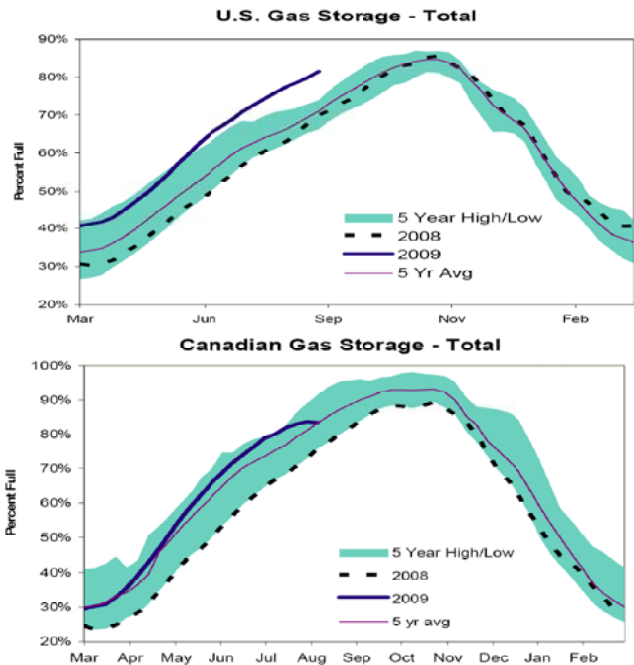 U.S. Gas Storage - Total
90%
80%
70%
60%
50%
40%
30%
20%
Percent Full
5 Year High/Low
2008
2009
5 Yr Avg
Mar Jun Sep Nov Feb
Canadian Gas Storage - Total
100%
90%
80%
70%
60%
50%
40%
30%
20%
Percent Full
5 Year High/Low
2008
2009
5 yr avg
Mar Apr May Jun Jul Aug Sep Oct Nov Dec Jan Feb